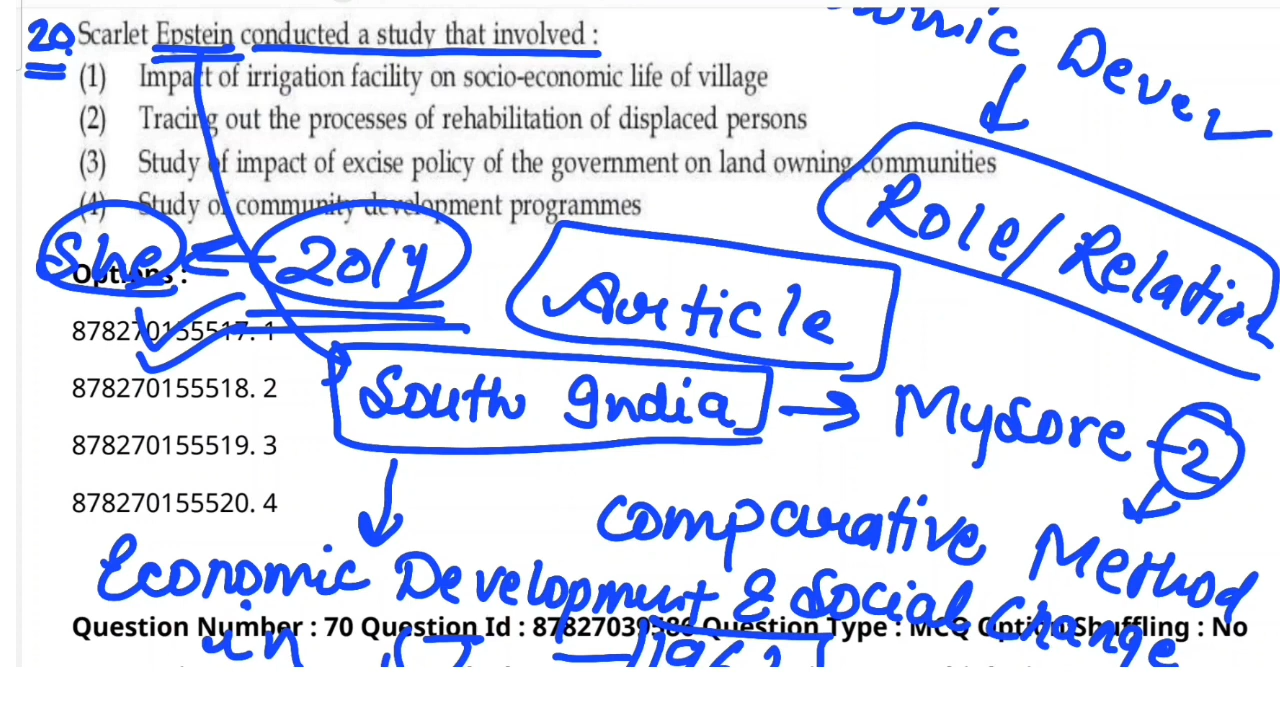 20. Scarlet Epstein conducted a study that involved :
(1) Impact of irrigation facility on socio-economic life of village
(2) Tracing out the processes of rehabilitation of displaced persons
(3) Study of impact of excise policy of the government on land owning communities
(4) Study of community development programmes
Devel
Role/Relation
She 2014
Article
Options :
878270155517. 1
878270155518. 2
878270155519. 3
878270155520. 4
South India → Mysore - 2
Comparative Method
Economic Development & Social Change
Question Number : 70 Question Id : 87827039586 Question Type : MCQ Option Shuffling : No
in